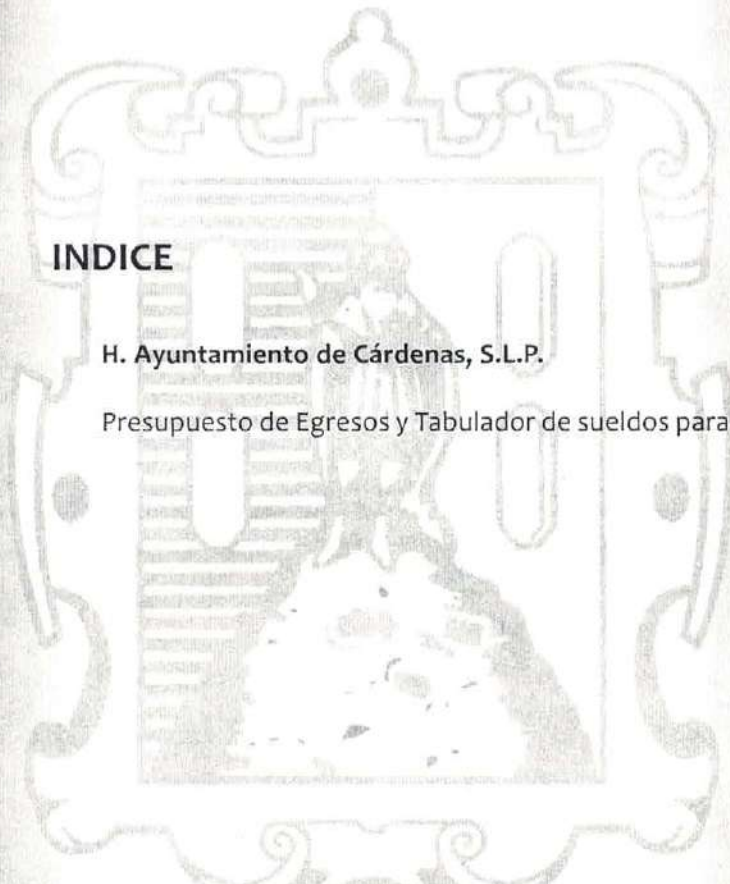 INDICE
H. Ayuntamiento de Cárdenas, S.L.P.
Presupuesto de Egresos y Tabulador de sueldos para